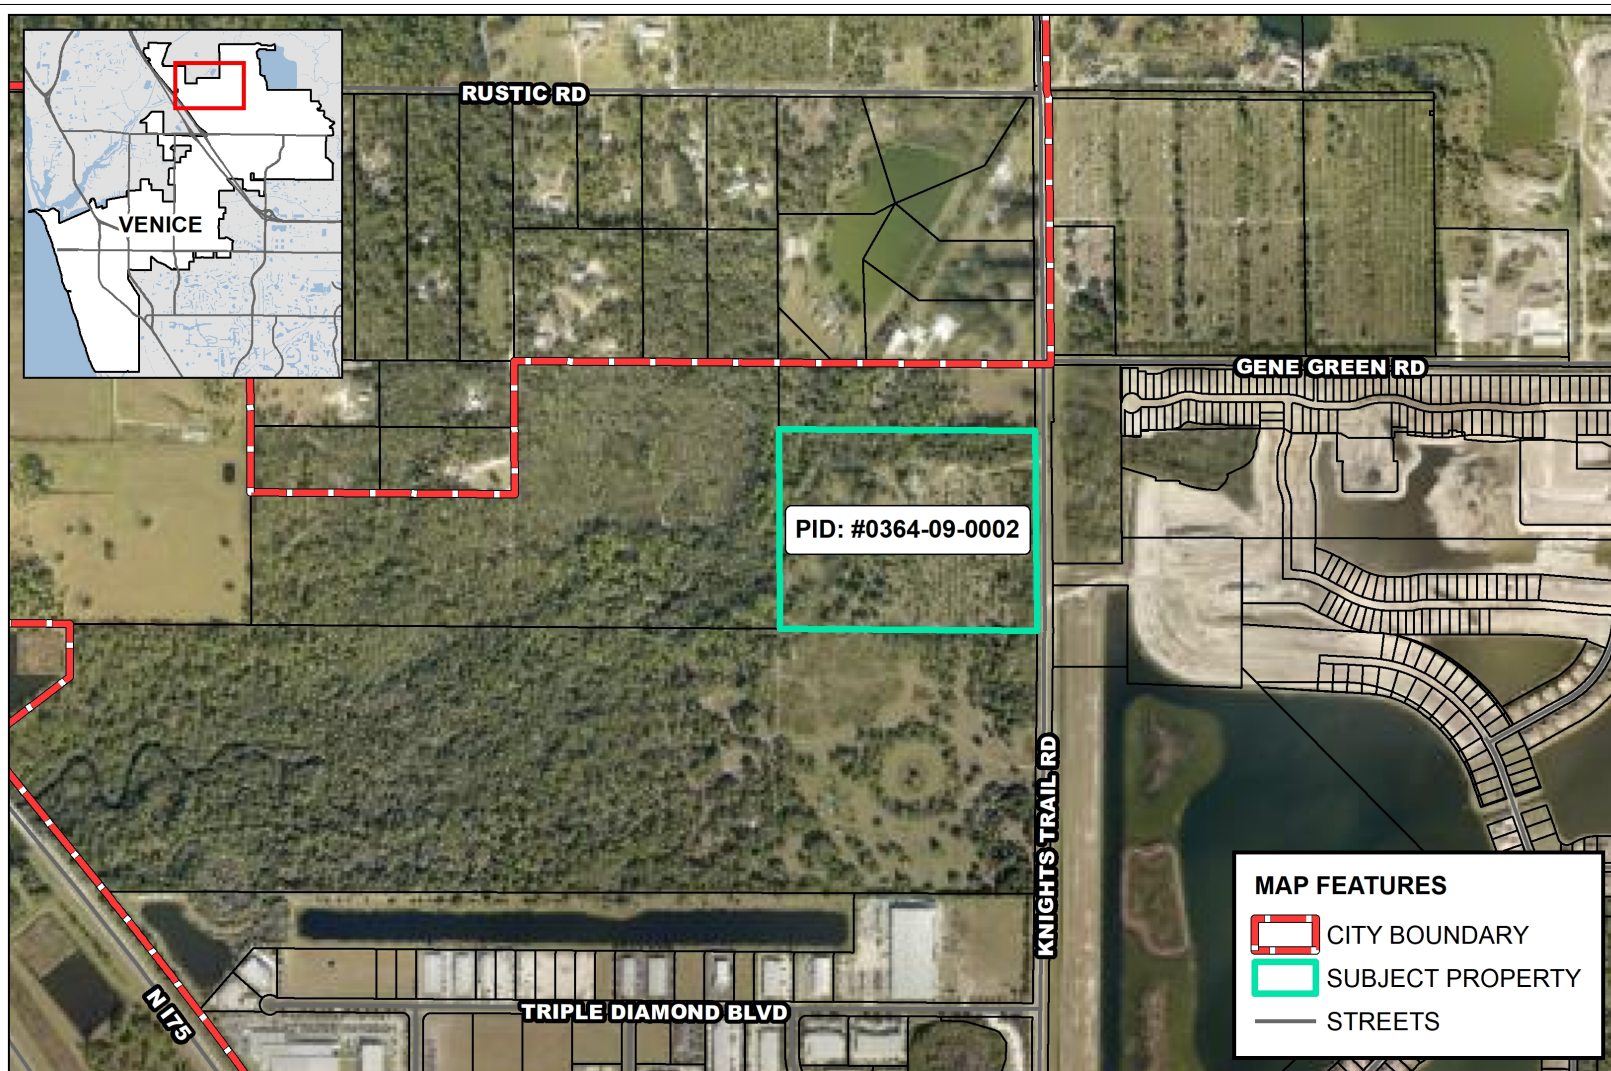 VENICE
RUSTIC RD
GENE GREEN RD
PID: #0364-09-0002
KNIGHTS TRAIL RD
N I75
TRIPLE DIAMOND BLVD
MAP FEATURES
CITY BOUNDARY
SUBJECT PROPERTY
STREETS